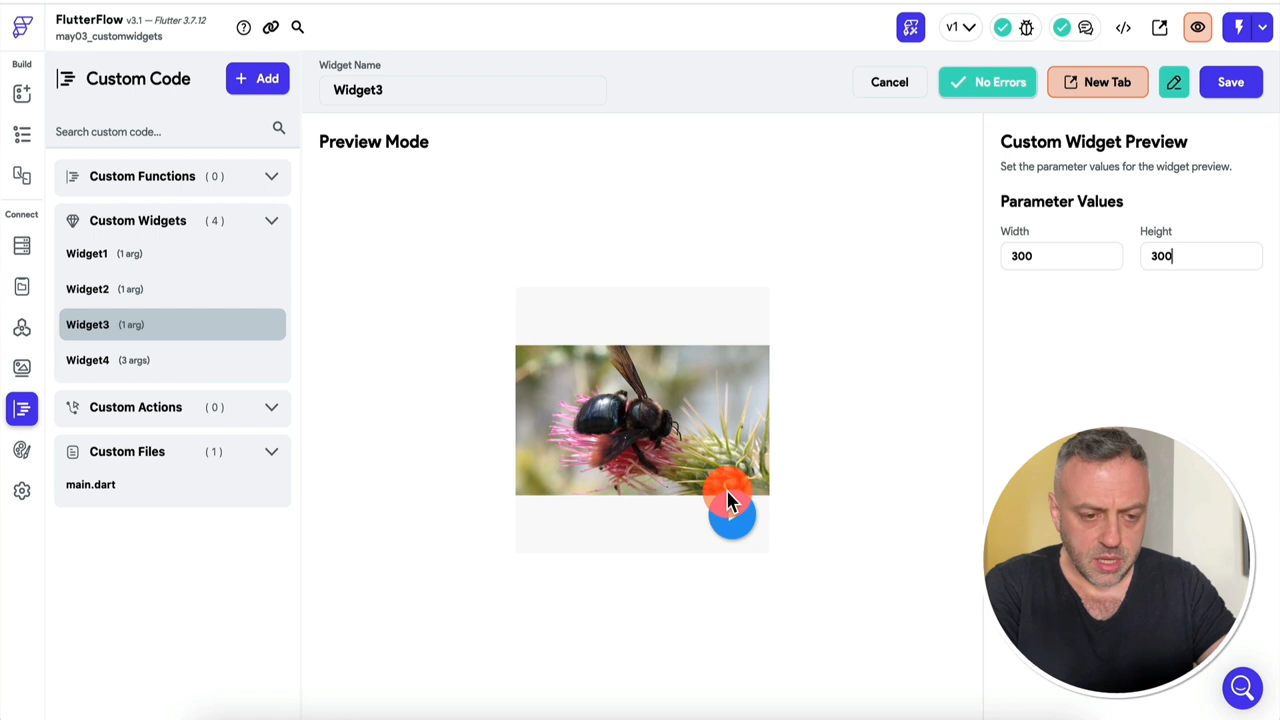 FlutterFlow v3.1 — Flutter 3.7.12
may03_customwidgets
v1
Build
Connect
Custom Code
+ Add
Search custom code...
Custom Functions (0)
Custom Widgets (4)
Widget1 (1 arg)
Widget2 (1 arg)
Widget3 (1 arg)
Widget4 (3 args)
Custom Actions (0)
Custom Files (1)
main.dart
Widget Name
Widget3
Cancel
No Errors
New Tab
Save
Preview Mode
Custom Widget Preview
Set the parameter values for the widget preview.
Parameter Values
Width Height
300 300